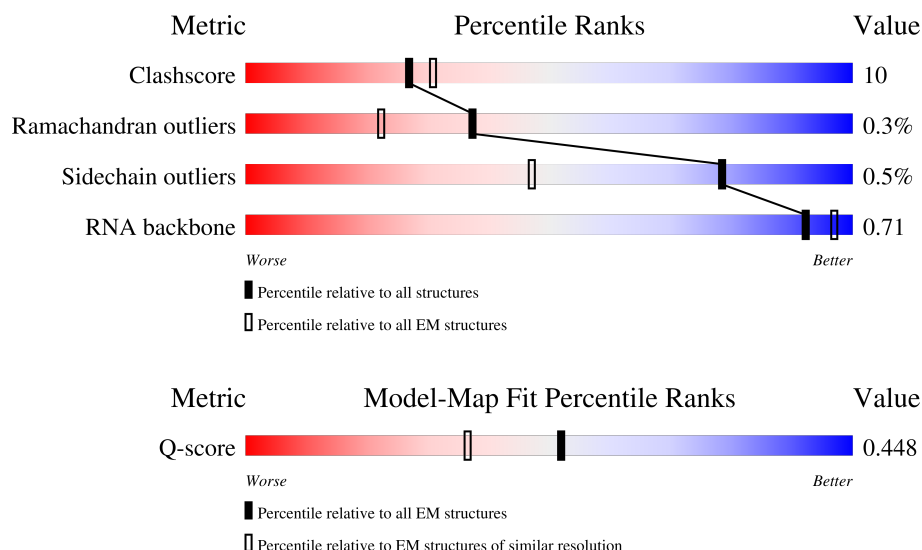 Metric Percentile Ranks Value
Clashscore 10
Ramachandran outliers 0.3%
Sidechain outliers 0.5%
RNA backbone 0.71
Worse Better
Percentile relative to all structures
Percentile relative to all EM structures
Metric Model-Map Fit Percentile Ranks Value
Q-score 0.448
Worse Better
Percentile relative to all EM structures
Percentile relative to EM structures of similar resolution